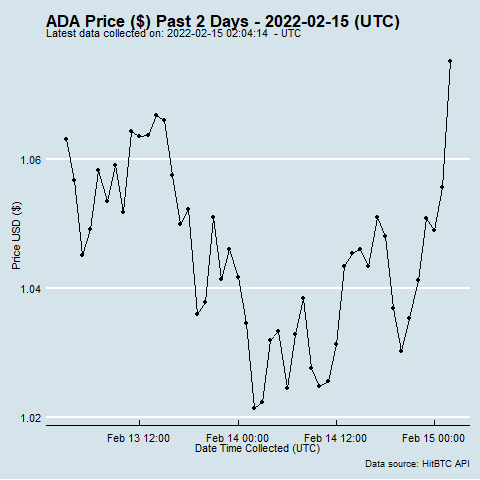 ADA Price ($) Past 2 Days - 2022-02-15 (UTC)
Latest data collected on: 2022-02-15 02:04:14  - UTC
1.06
1.04
1.02
Price USD ($)
Feb 13 12:00 Feb 14 00:00 Feb 14 12:00 Feb 15 00:00
Date Time Collected (UTC)
Data source: HitBTC API